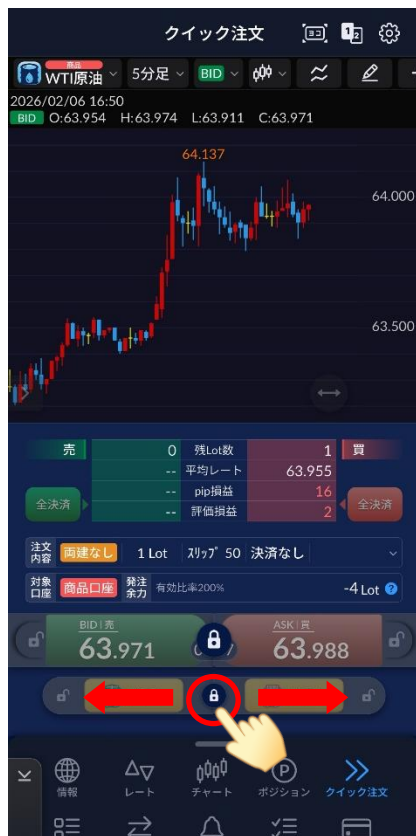 クイック注文
商品
WTI原油 5分足 BID
2026/02/06 16:50
BID O:63.954 H:63.974 L:63.911 C:63.971
64.137
64.000
63.500
売 0 残Lot数 1 買
-- 平均レート 63.955
-- pip損益 16
-- 評価損益 2
全決済 全決済
注文内容 両建なし 1 Lot ｽﾘｯﾌﾟ 50 決済なし
対象口座 商品口座 発注余力 有効比率200% -4 Lot ?
BID|売 ASK|買
63.971 63.988
情報 レート チャート ポジション クイック注文